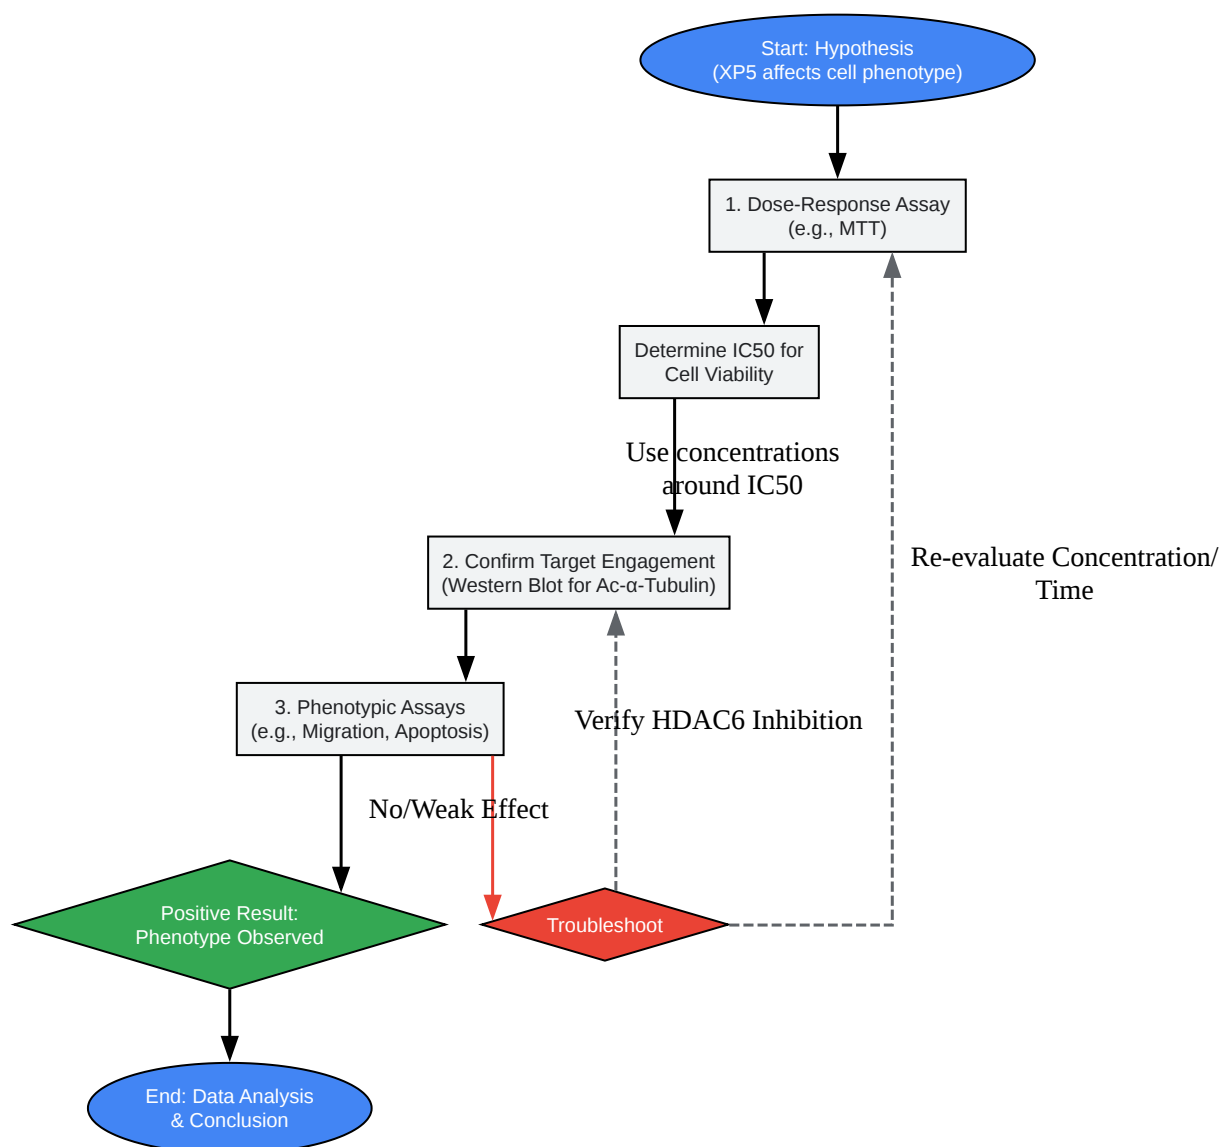 Start: Hypothesis
(XP5 affects cell phenotype)
1. Dose-Response Assay
(e.g., MTT)
Determine IC50 for
Cell Viability
Use concentrations
around IC50
2. Confirm Target Engagement
(Western Blot for Ac-α-Tubulin)
Re-evaluate Concentration/
Time
3. Phenotypic Assays
(e.g., Migration, Apoptosis)
Verify HDAC6 Inhibition
No/Weak Effect
Positive Result:
Phenotype Observed
Troubleshoot
End: Data Analysis
& Conclusion